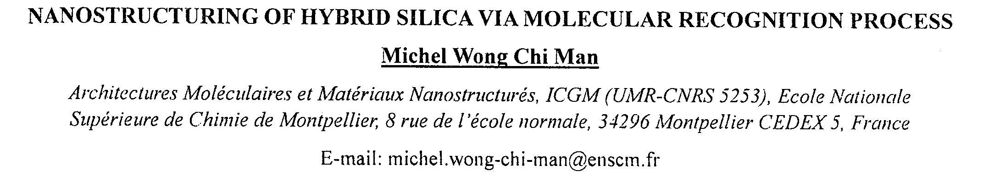 NANOSTRUCTURING OF HYBRID SILICA VIA MOLECULAR RECOGNITION PROCESS
Michel Wong Chi Man
Architectures Moléculaires et Matériaux Nanostructurés, ICGM (UMR-CNRS 5253), Ecole Nationale
Supérieure de Chimie de Montpellier, 8 rue de l'école normale, 34296 Montpellier CEDEX 5, France
E-mail: michel.wong-chi-man@enscm.fr